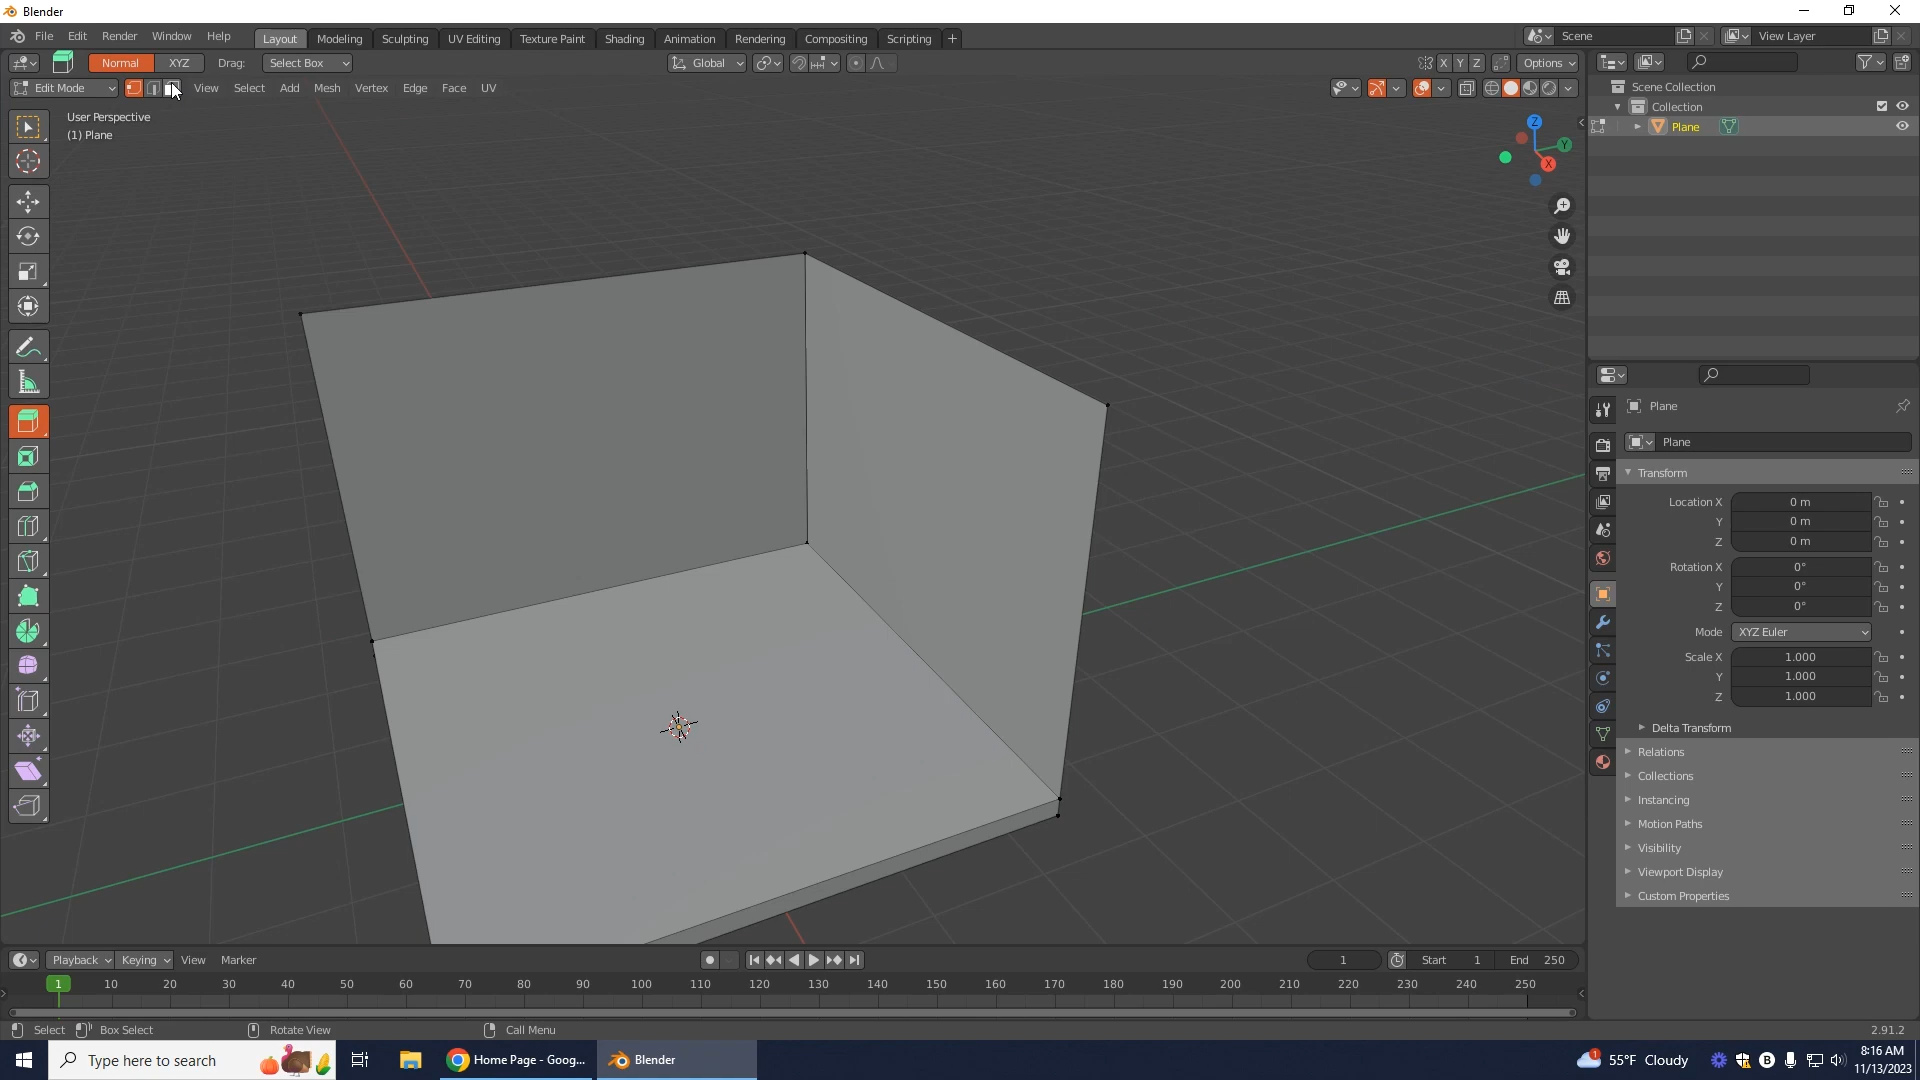 Blender
File Edit Render Window Help Layout Modeling Sculpting UV Editing Texture Paint Shading Animation Rendering Compositing Scripting + Scene View Layer
Normal XYZ Drag: Select Box Global X Y Z Options
Edit Mode View Select Add Mesh Vertex Edge Face UV
User Perspective
(1) Plane
Z
Y
X
Scene Collection
Collection
Plane
Plane
Plane
Transform
Location X 0 m
Y 0 m
Z 0 m
Rotation X 0°
Y 0°
Z 0°
Mode XYZ Euler
Scale X 1.000
Y 1.000
Z 1.000
Delta Transform
Relations
Collections
Instancing
Motion Paths
Visibility
Viewport Display
Custom Properties
Playback Keying View Marker 1 Start 1 End 250
1 10 20 30 40 50 60 70 80 90 100 110 120 130 140 150 160 170 180 190 200 210 220 230 240 250
Select Box Select Rotate View Call Menu 2.91.2
Type here to search Home Page - Goog... Blender 1 55°F Cloudy B 8:16 AM
11/13/2023